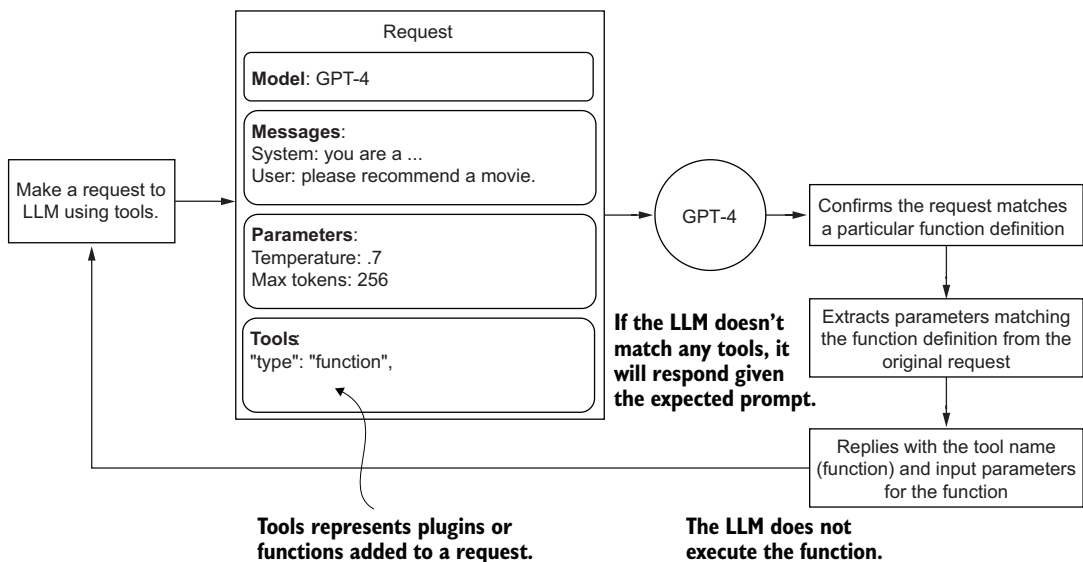 Request
Model: GPT-4
Messages:
System: you are a ...
User: please recommend a movie.
Make a request to
LLM using tools.
Parameters:
Temperature: .7
Max tokens: 256
Tools:
"type": "function",
GPT-4
Confirms the request matches
a particular function definition
Extracts parameters matching
the function definition from the
original request
If the LLM doesn’t
match any tools, it
will respond given
the expected prompt.
Replies with the tool name
(function) and input parameters
for the function
Tools represents plugins or
functions added to a request.
The LLM does not
execute the function.